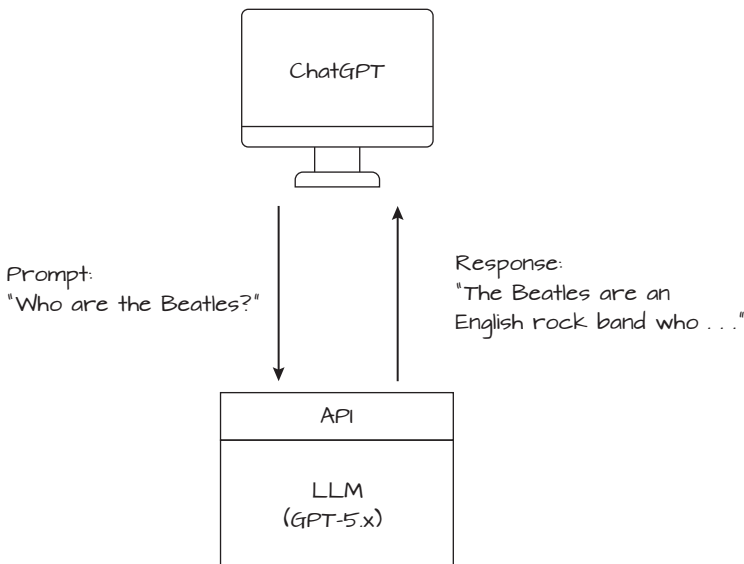 ChatGPT
Prompt:
"Who are the Beatles?"
Response:
"The Beatles are an
English rock band who . . ."
API
LLM
(GPT-5.x)